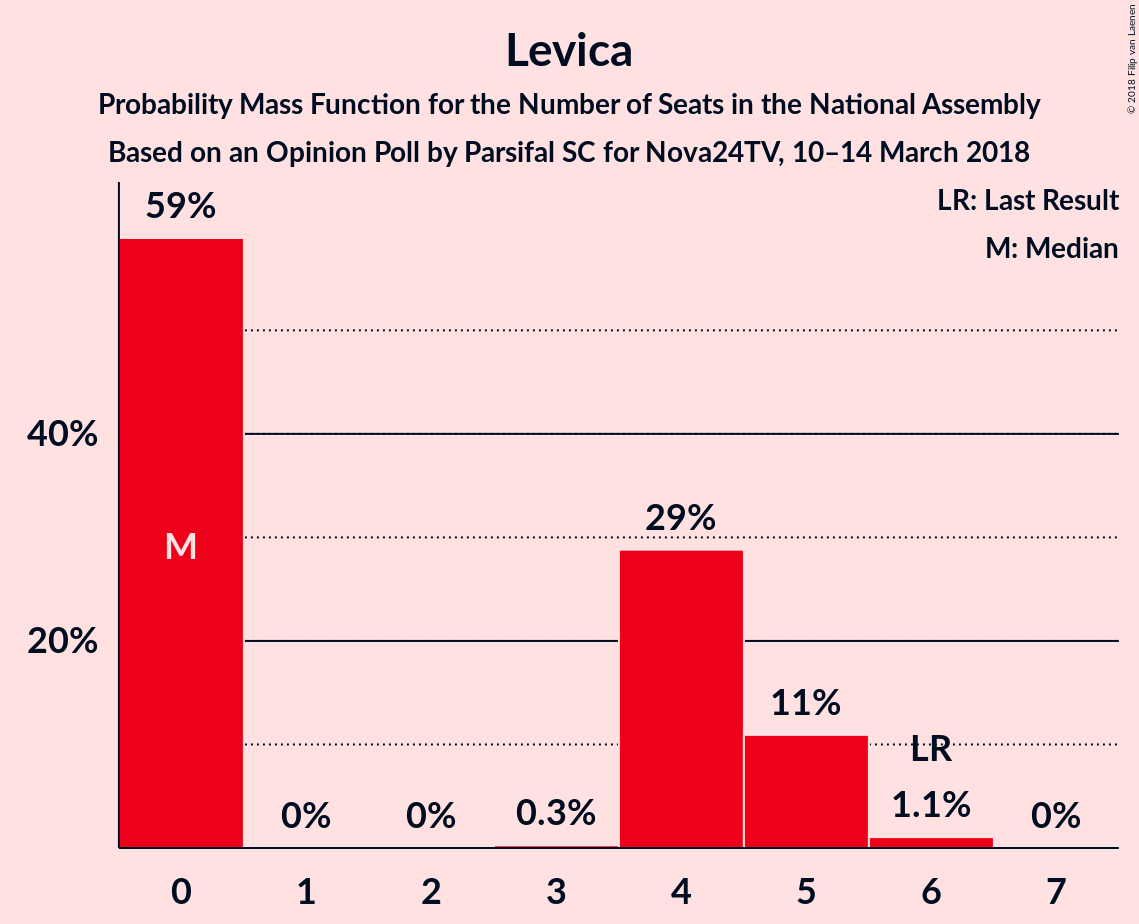 Levica
Probability Mass Function for the Number of Seats in the National Assembly
Based on an Opinion Poll by Parsifal SC for Nova24TV, 10–14 March 2018
© 2018 Filip van Laenen
LR: Last Result
M: Median
59%
40%
20%
M
0%
0%
0.3%
29%
11%
LR
1.1%
0%
0 1 2 3 4 5 6 7